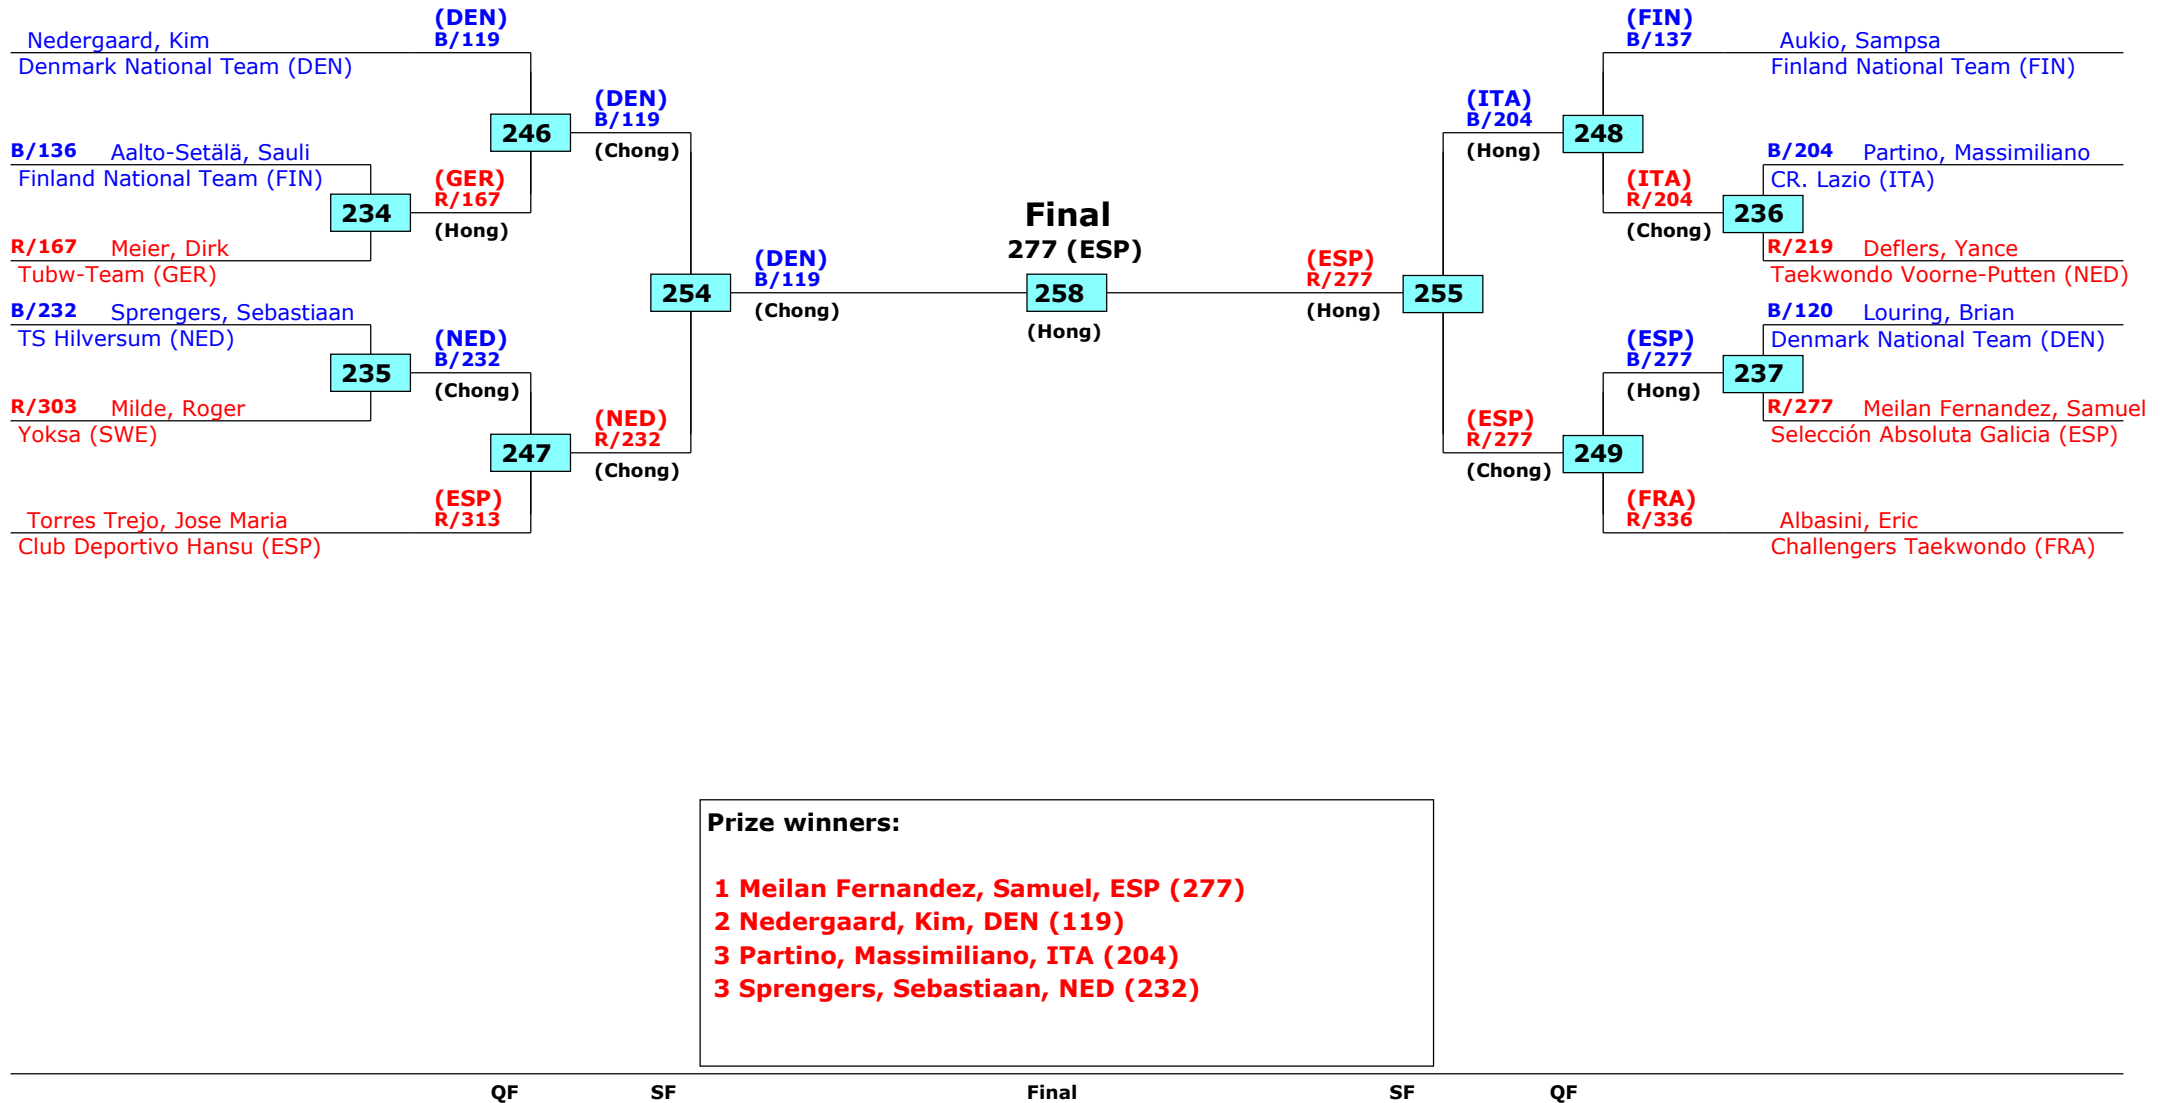 (DEN)
B/119
Nedergaard, Kim
Denmark National Team (DEN)
246
(DEN)
B/119
(Chong)
B/136 Aalto-Setälä, Sauli
Finland National Team (FIN)
234
(GER)
R/167
(Hong)
R/167 Meier, Dirk
Tubw-Team (GER)
254
(DEN)
B/119
(Chong)
B/232 Sprengers, Sebastiaan
TS Hilversum (NED)
235
(NED)
B/232
(Chong)
R/303 Milde, Roger
Yoksa (SWE)
247
(NED)
R/232
(Chong)
(ESP)
R/313
Torres Trejo, Jose Maria
Club Deportivo Hansu (ESP)
Final
277 (ESP)
258
(Hong)
(FIN)
B/137
Aukio, Sampsa
Finland National Team (FIN)
(ITA)
B/204
(Hong)
248
B/204 Partino, Massimiliano
CR. Lazio (ITA)
(ITA)
R/204
(Chong)
236
R/219 Deflers, Yance
Taekwondo Voorne-Putten (NED)
(ESP)
R/277
(Hong)
255
B/120 Louring, Brian
Denmark National Team (DEN)
(ESP)
B/277
(Hong)
237
R/277 Meilan Fernandez, Samuel
Selección Absoluta Galicia (ESP)
(ESP)
R/277
(Chong)
249
(FRA)
R/336
Albasini, Eric
Challengers Taekwondo (FRA)
Prize winners:
1 Meilan Fernandez, Samuel, ESP (277)
2 Nedergaard, Kim, DEN (119)
3 Partino, Massimiliano, ITA (204)
3 Sprengers, Sebastiaan, NED (232)
QF SF Final SF QF